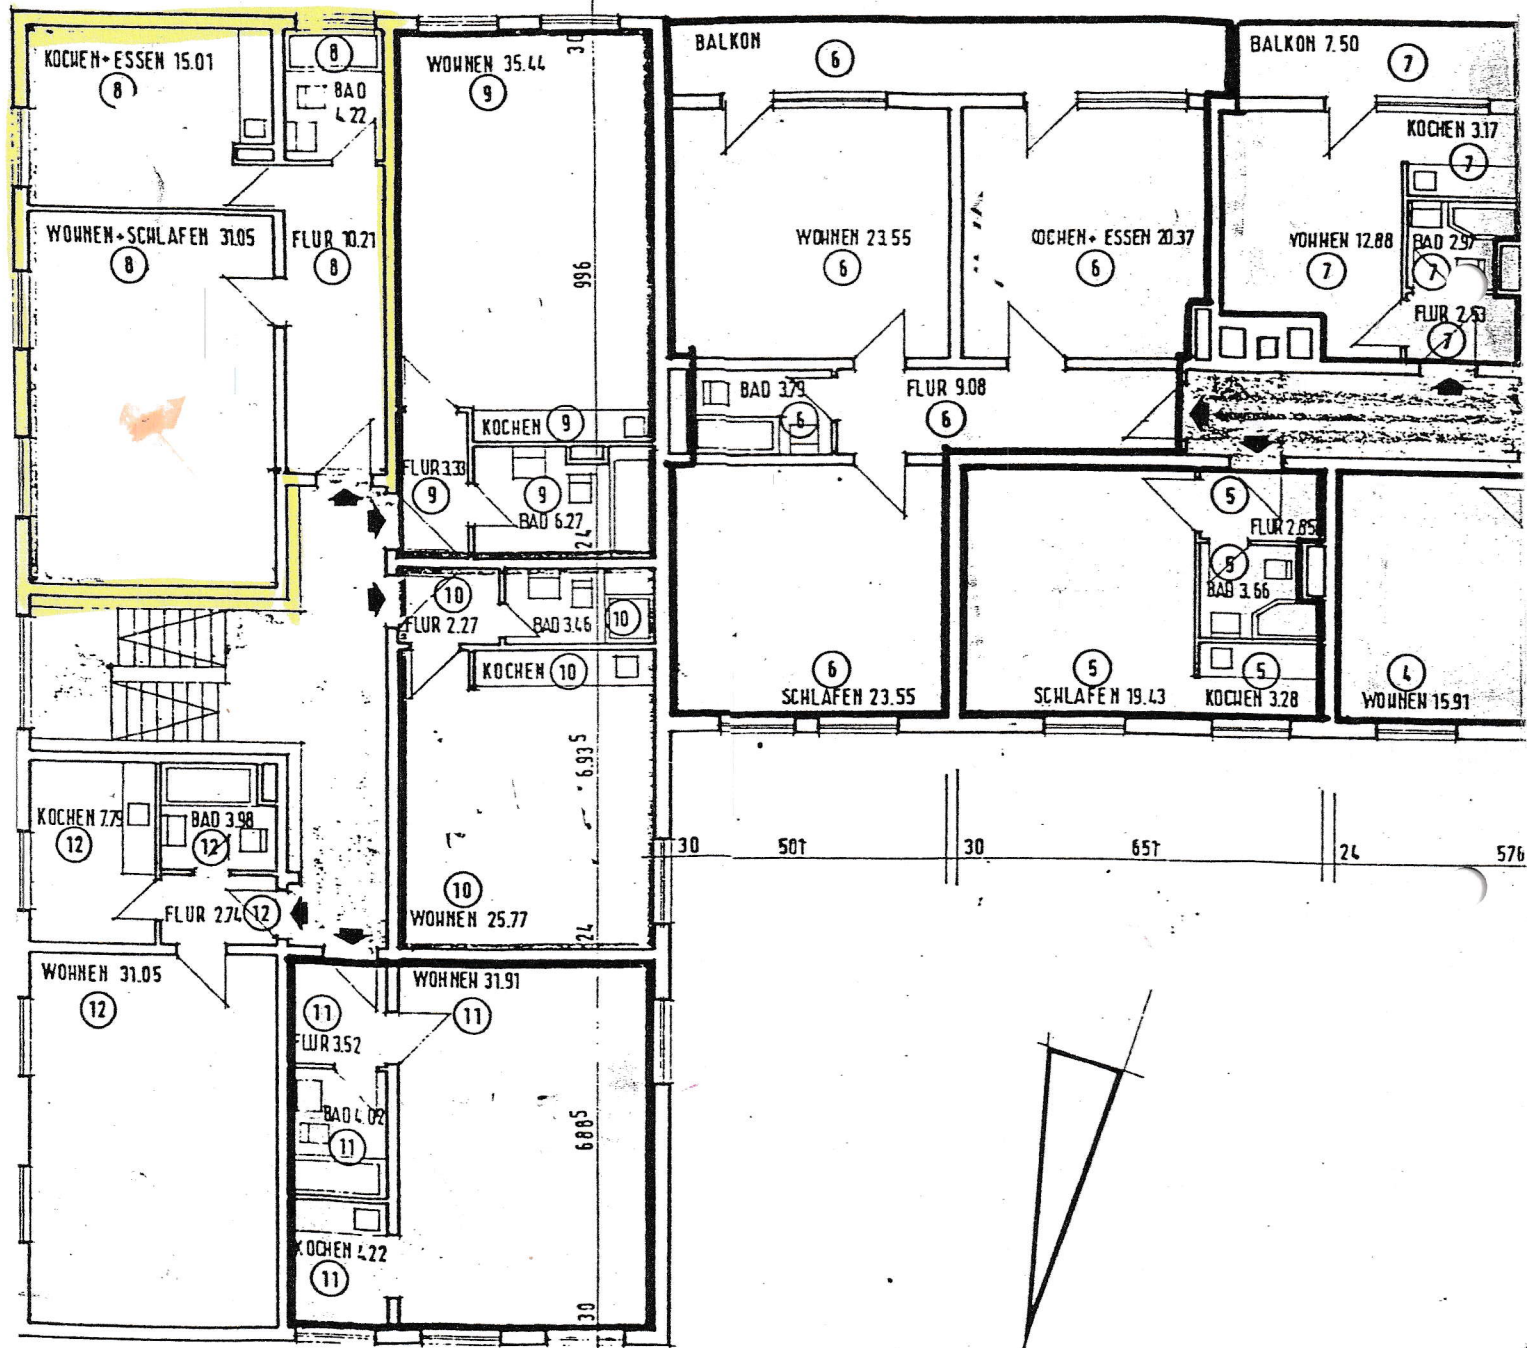 KOCHEN+ESSEN 15.01
8
8
BAD
4.22
WOHNEN 35.44
9
30
BALKON
6
BALKON 7.50
7
KOCHEN 3.17
7
WOHNEN+SCHLAFEN 31.05
8
FLUR 10.21
8
996
WOHNEN 23.55
6
KOCHEN+ ESSEN 20.37
6
WOHNEN 12.88
7
BAD 2.97
7
FLUR 2.53
7
BAD 3.79
6
FLUR 9.08
6
KOCHEN 9
FLUR 3.33
9
9
BAD 6.27
24
5
FLUR 2.85
5
BAD 3.66
10
FLUR 2.27
BAD 3.46
10
KOCHEN 10
6
SCHLAFEN 23.55
5
SCHLAFEN 19.43
5
KOCHEN 3.28
4
WOHNEN 15.91
6.935
KOCHEN 7.79
12
BAD 3.98
12
30 501 30 651 24 576
10
WOHNEN 25.77
24
FLUR 2.74 12
WOHNEN 31.05
12
WOHNEN 31.91
11
11
FLUR 3.52
BAD 4.02
11
6885
KOCHEN 4.22
11
30